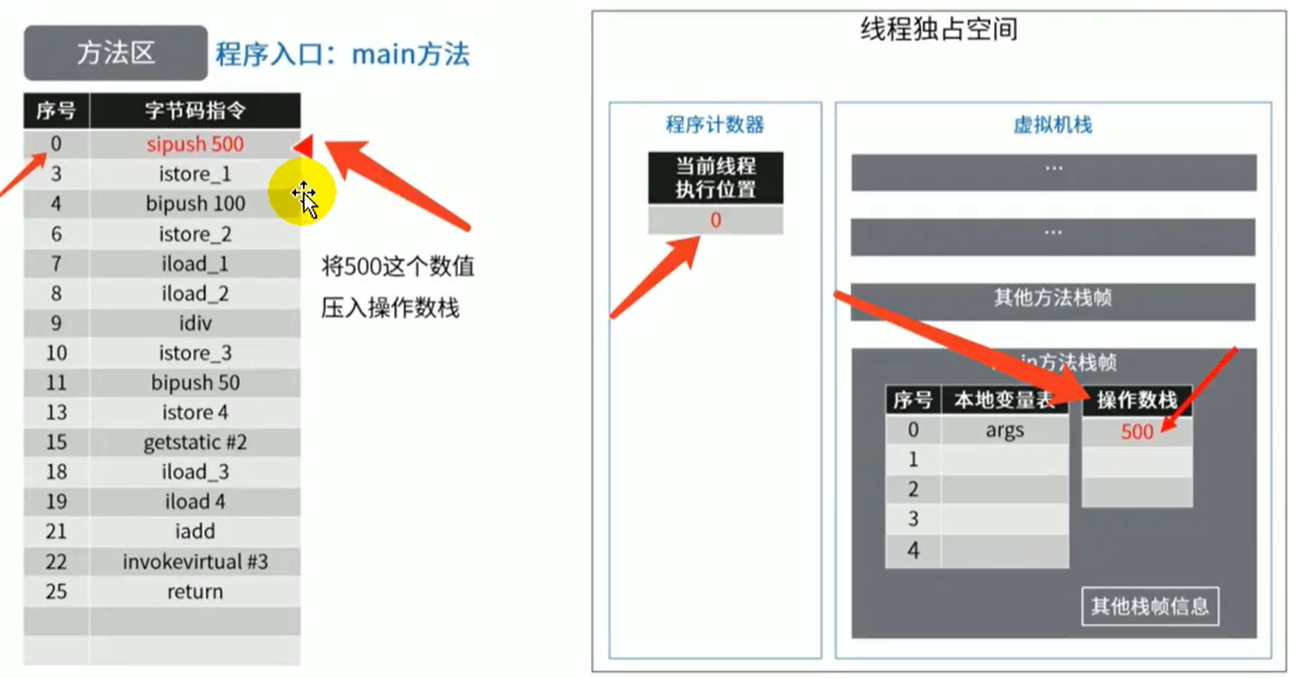 方法区 程序入口：main方法
序号 字节码指令
0 sipush 500
3 istore_1
4 bipush 100
6 istore_2
7 iload_1
8 iload_2
9 idiv
10 istore_3
11 bipush 50
13 istore 4
15 getstatic #2
18 iload_3
19 iload 4
21 iadd
22 invokevirtual #3
25 return
将500这个数值
压入操作数栈
线程独占空间
程序计数器
当前线程
执行位置
0
虚拟机栈
...
...
其他方法栈帧
方法栈帧
序号 本地变量表
0 args
1
2
3
4
操作数栈
500
其他栈帧信息